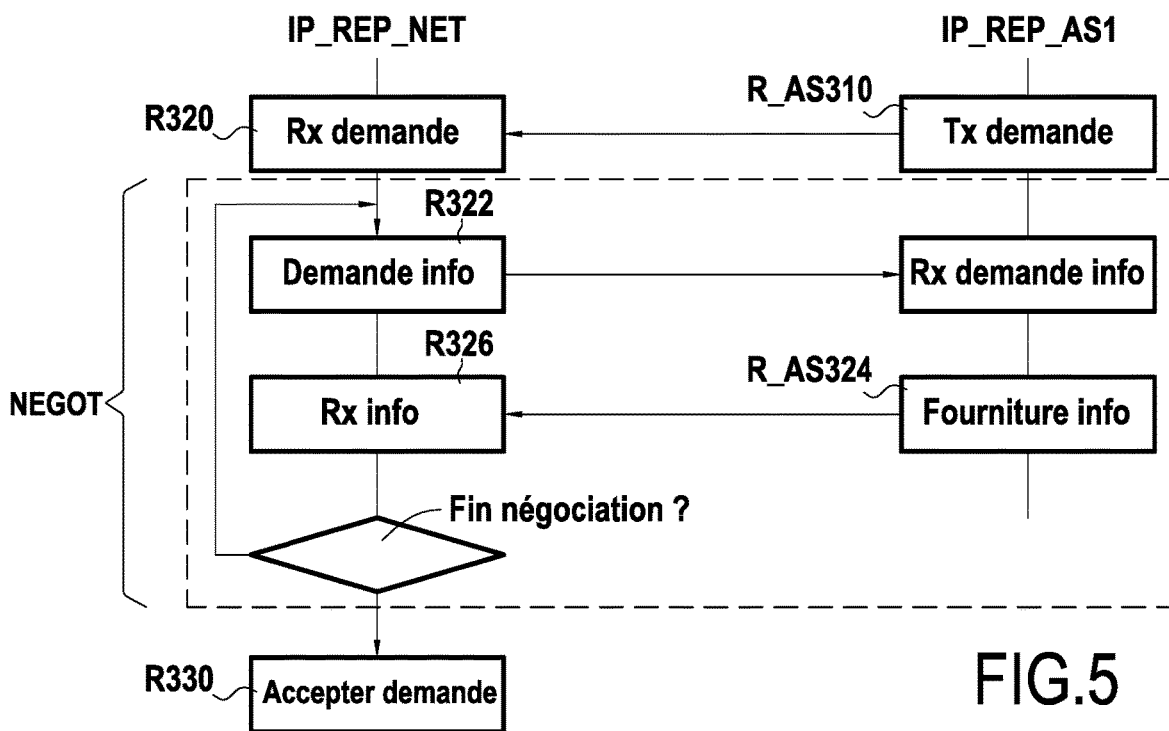 IP_REP_NET
IP_REP_AS1
R_AS310
R320
Rx demande
Tx demande
R322
Demande info
Rx demande info
R326
R_AS324
NEGOT
Rx info
Fourniture info
Fin négociation ?
R330
Accepter demande
FIG.5